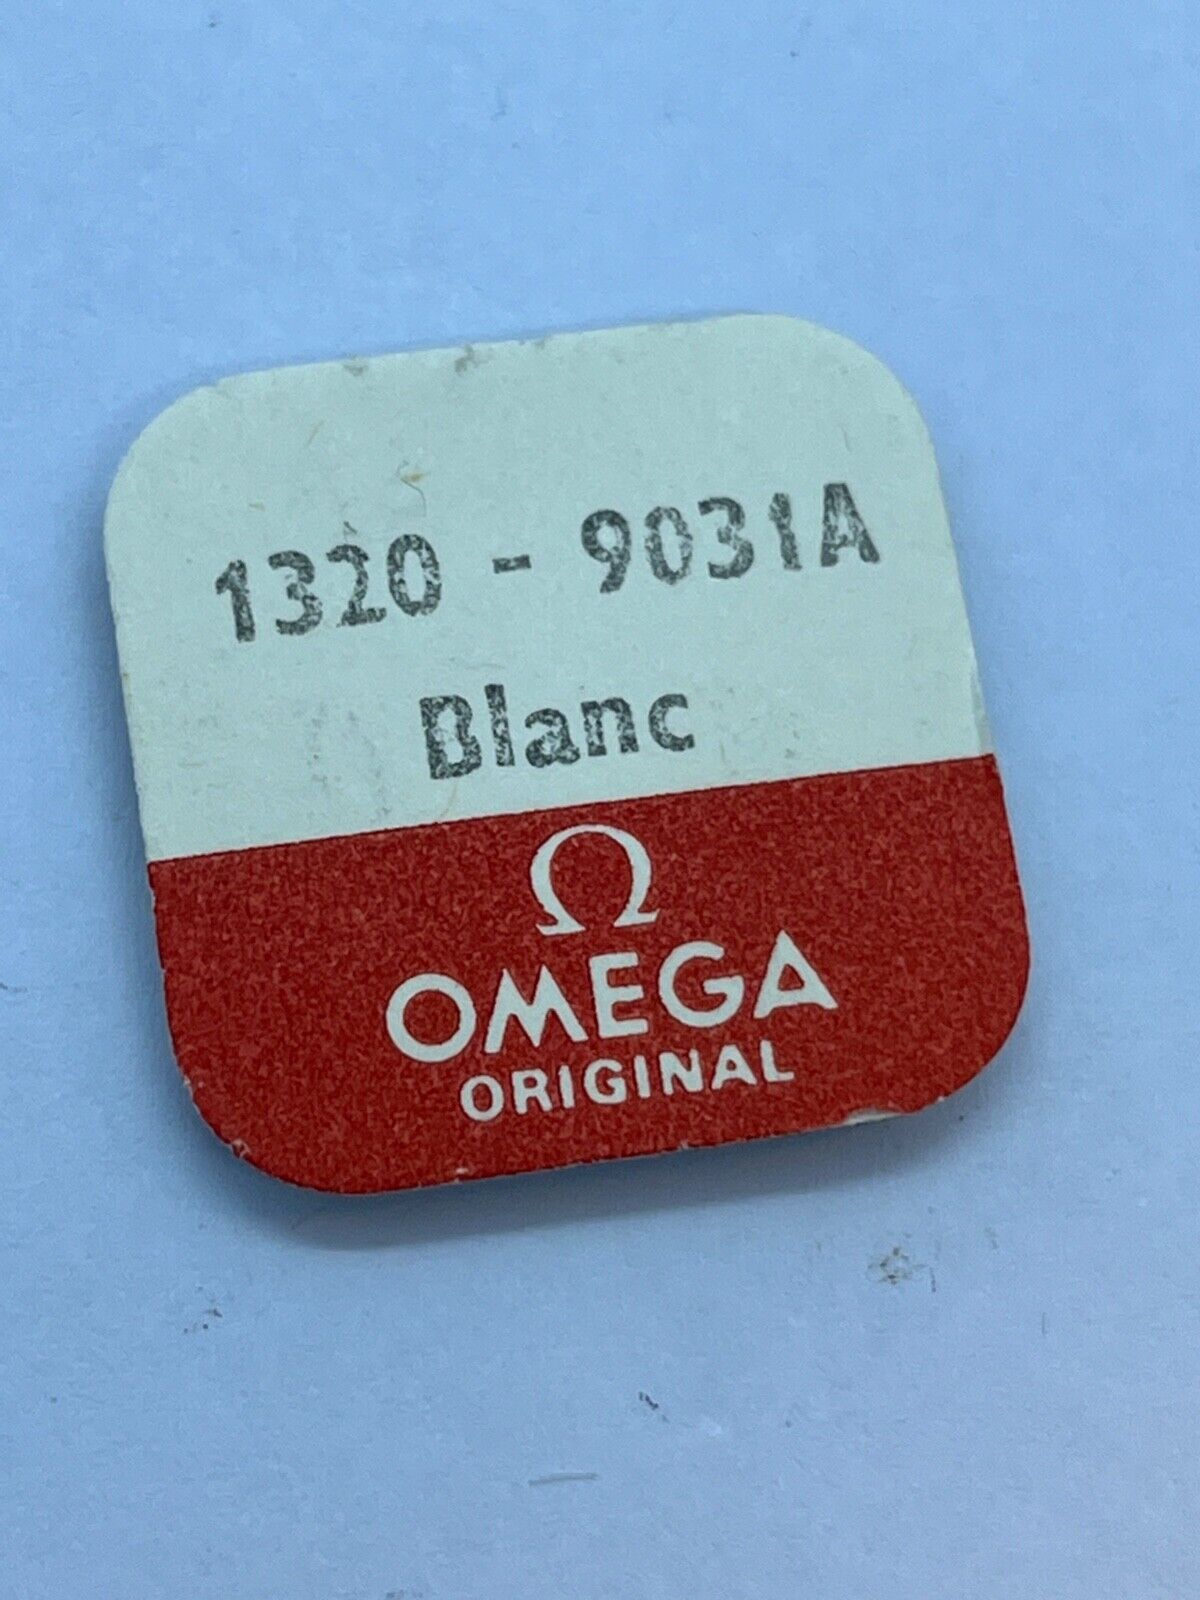 1320 - 9031A
Blanc
Ω
OMEGA
ORIGINAL